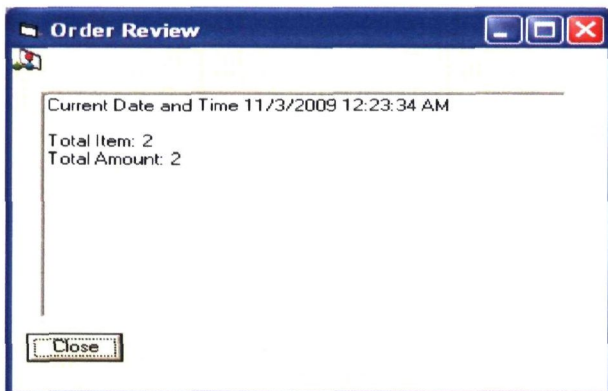 Order Review
Current Date and Time 11/3/2009 12:23:34 AM
Total Item: 2
Total Amount: 2
Close